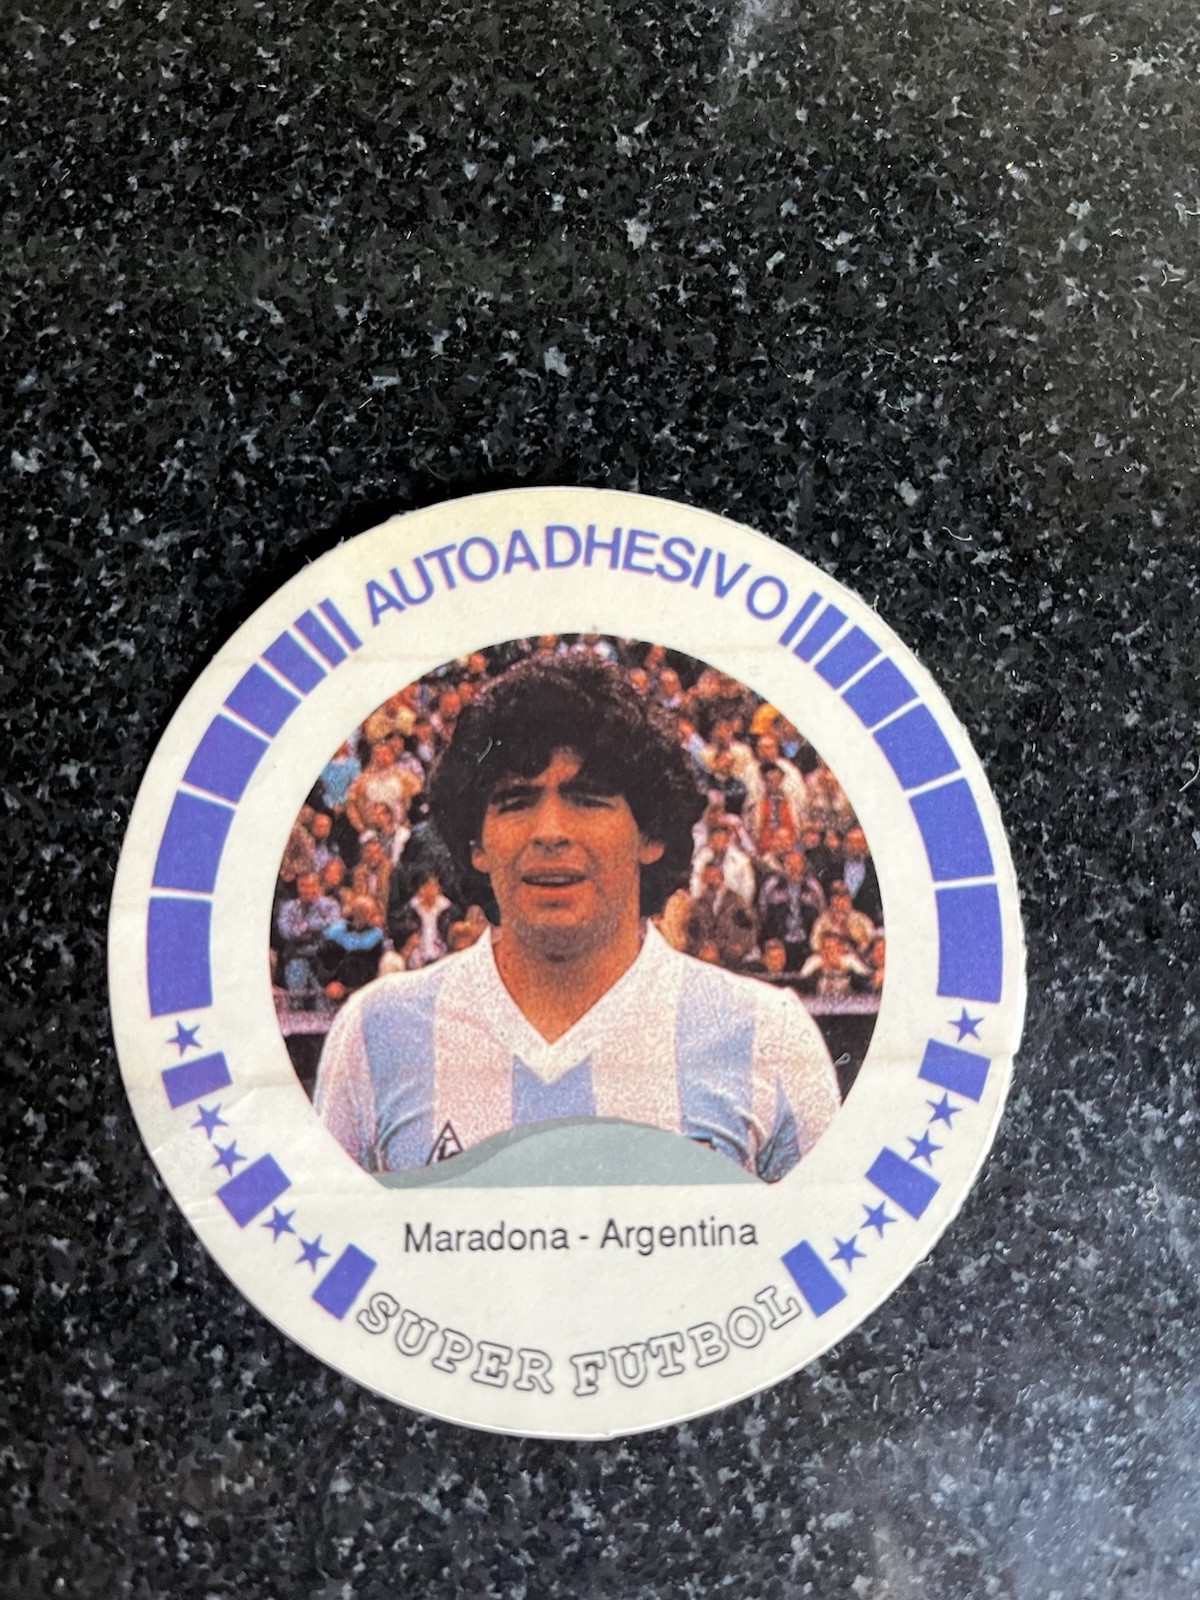 AUTOADHESIVO
Maradona - Argentina
SUPER FUTBOL